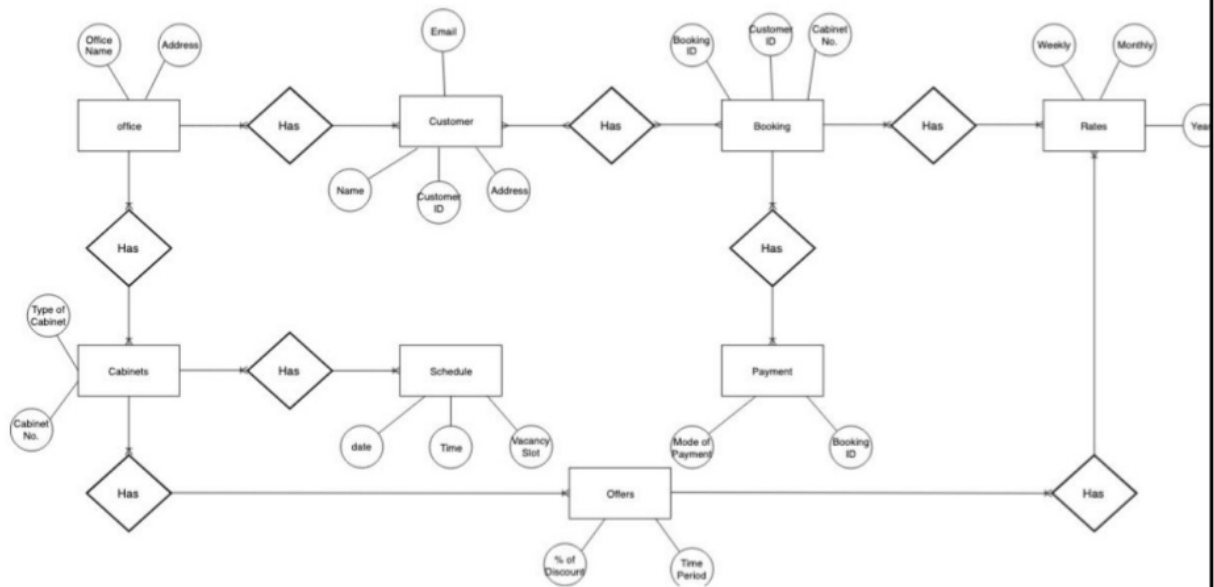 Office
Name
Address
Email
Booking
ID
Customer
ID
Cabinet
No.
Weekly
Monthly
office
Has
Customer
Has
Booking
Has
Rates
Name
Customer
ID
Address
Has
Has
Type of
Cabinet
Cabinets
Has
Schedule
Payment
Cabinet
No.
date
Time
Vacancy
Slot
Mode of
Payment
Booking
ID
Has
Offers
Has
% of
Discount
Time
Period